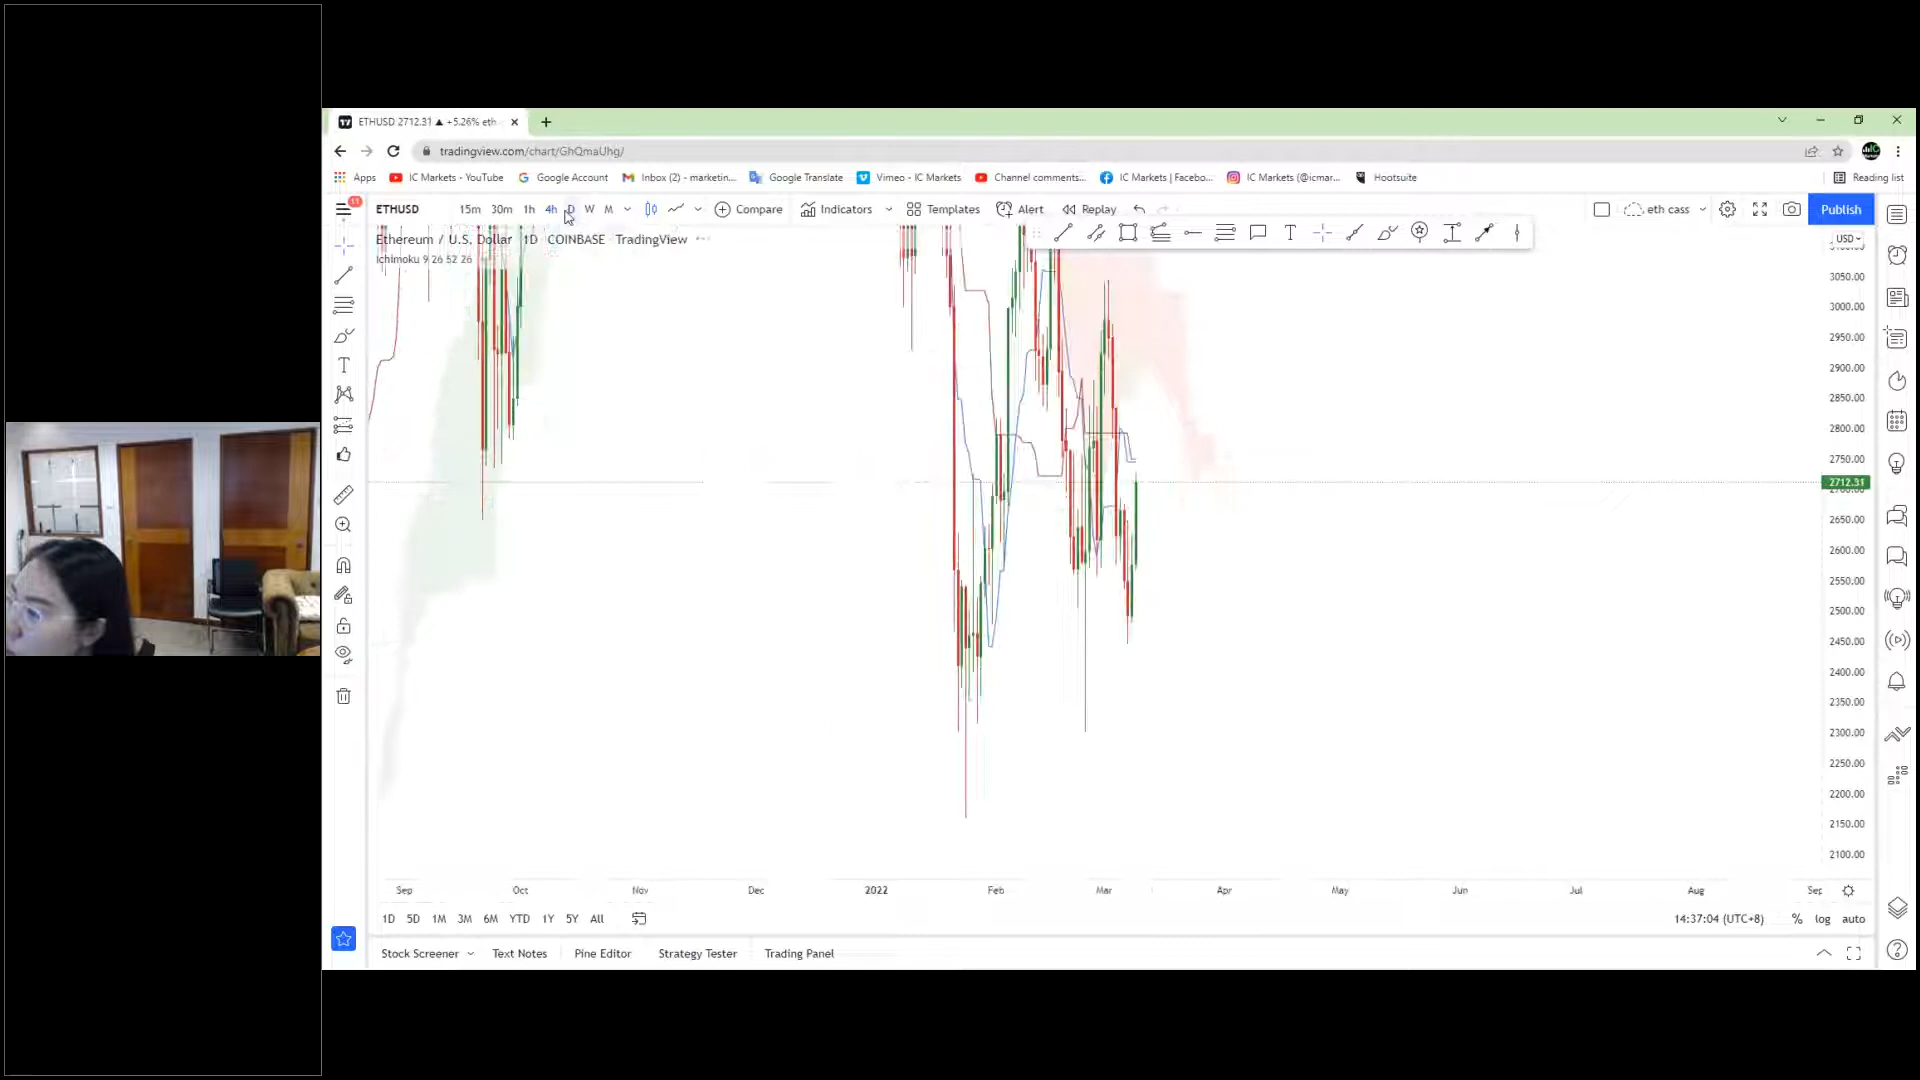 ETHUSD 2712.31 ▲ +5.26% eth
tradingview.com/chart/GhQmaUhg/
Apps IC Markets - YouTube Google Account Inbox (2) - marketin... Google Translate Vimeo - IC Markets Channel comments... IC Markets | Facebo... IC Markets (@icmar... Hootsuite Reading list
11
ETHUSD 15m 30m 1h 4h D W M Compare Indicators Templates Alert Replay eth cass Publish
Ethereum / U.S. Dollar 1D COINBASE TradingView
USD
Ichimoku 9 26 52 26
3050.00
3000.00
2950.00
2900.00
2850.00
2800.00
2750.00
2712.31
2650.00
2600.00
2550.00
2500.00
2450.00
2400.00
2350.00
2300.00
2250.00
2200.00
2150.00
2100.00
Sep Oct Nov Dec 2022 Feb Mar Apr May Jun Jul Aug Sep
1D 5D 1M 3M 6M YTD 1Y 5Y All 14:37:04 (UTC+8) % log auto
Stock Screener Text Notes Pine Editor Strategy Tester Trading Panel